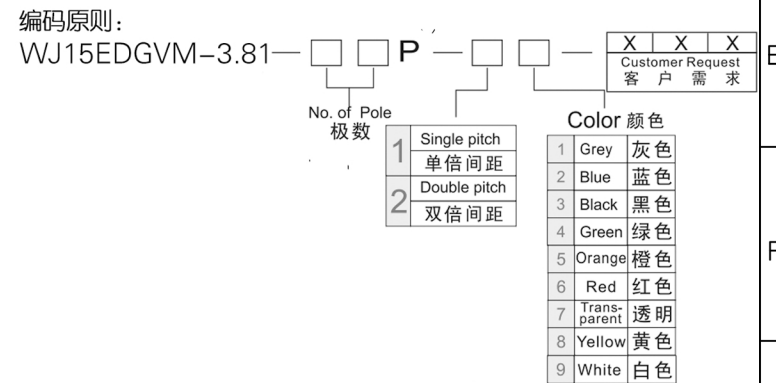 编码原则：
WJ15EDGVM-3.81— □ □ P — □ □ —
X X X
Customer Request
客 户 需 求
No. of Pole
极数
1 Single pitch
单倍间距
2 Double pitch
双倍间距
Color 颜色
1 Grey 灰色
2 Blue 蓝色
3 Black 黑色
4 Green 绿色
5 Orange 橙色
6 Red 红色
7 Trans-
parent 透明
8 Yellow 黄色
9 White 白色